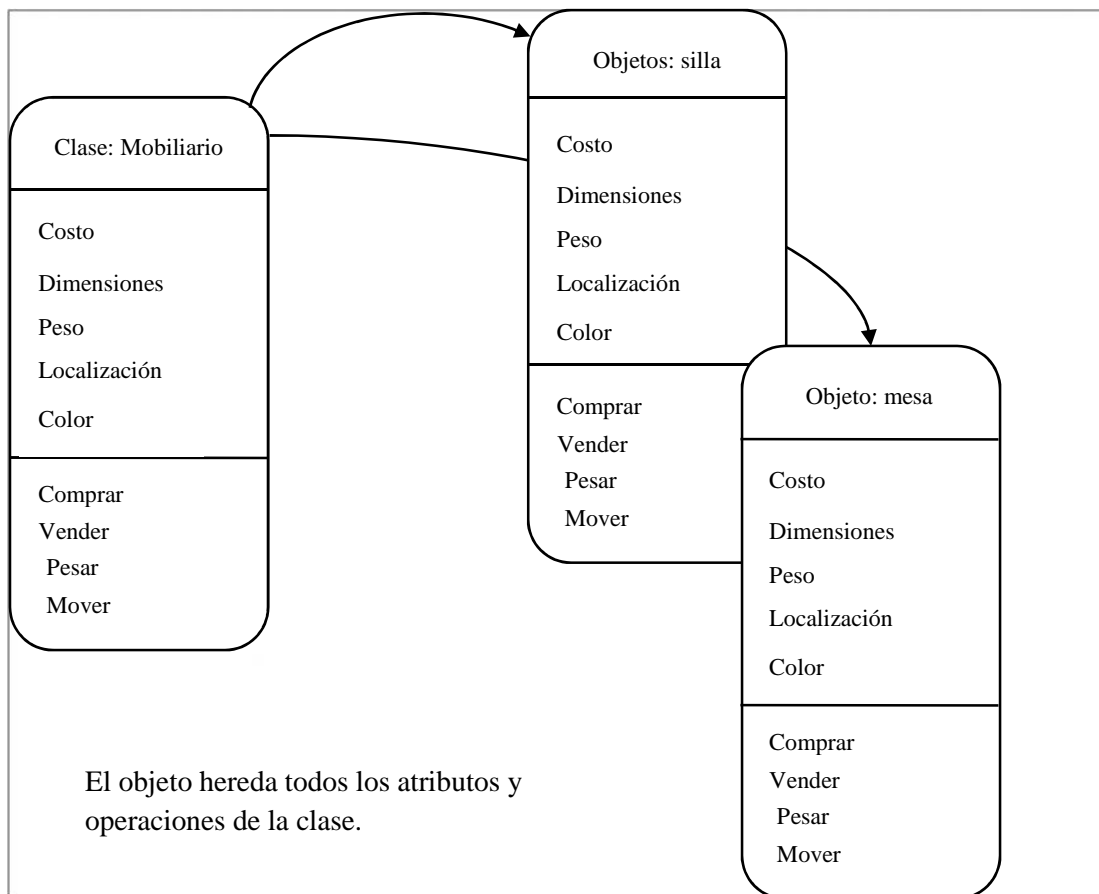 Clase: Mobiliario
Costo
Dimensiones
Peso
Localización
Color
Comprar
Vender
Pesar
Mover
Objetos: silla
Costo
Dimensiones
Peso
Localización
Color
Comprar
Vender
Pesar
Mover
Objeto: mesa
Costo
Dimensiones
Peso
Localización
Color
Comprar
Vender
Pesar
Mover
El objeto hereda todos los atributos y
operaciones de la clase.